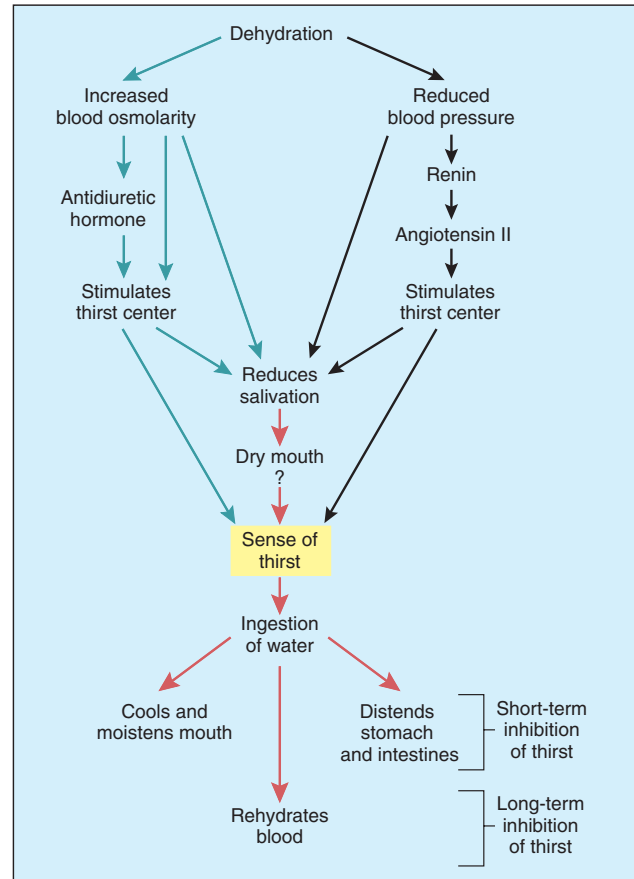 Dehydration
Increased
blood osmolarity
Reduced
blood pressure
Antidiuretic
hormone
Renin
Angiotensin II
Stimulates
thirst center
Stimulates
thirst center
Reduces
salivation
Dry mouth
?
Sense of
thirst
Ingestion
of water
Cools and
moistens mouth
Distends
stomach
and intestines
Short-term
inhibition
of thirst
Rehydrates
blood
Long-term
inhibition
of thirst